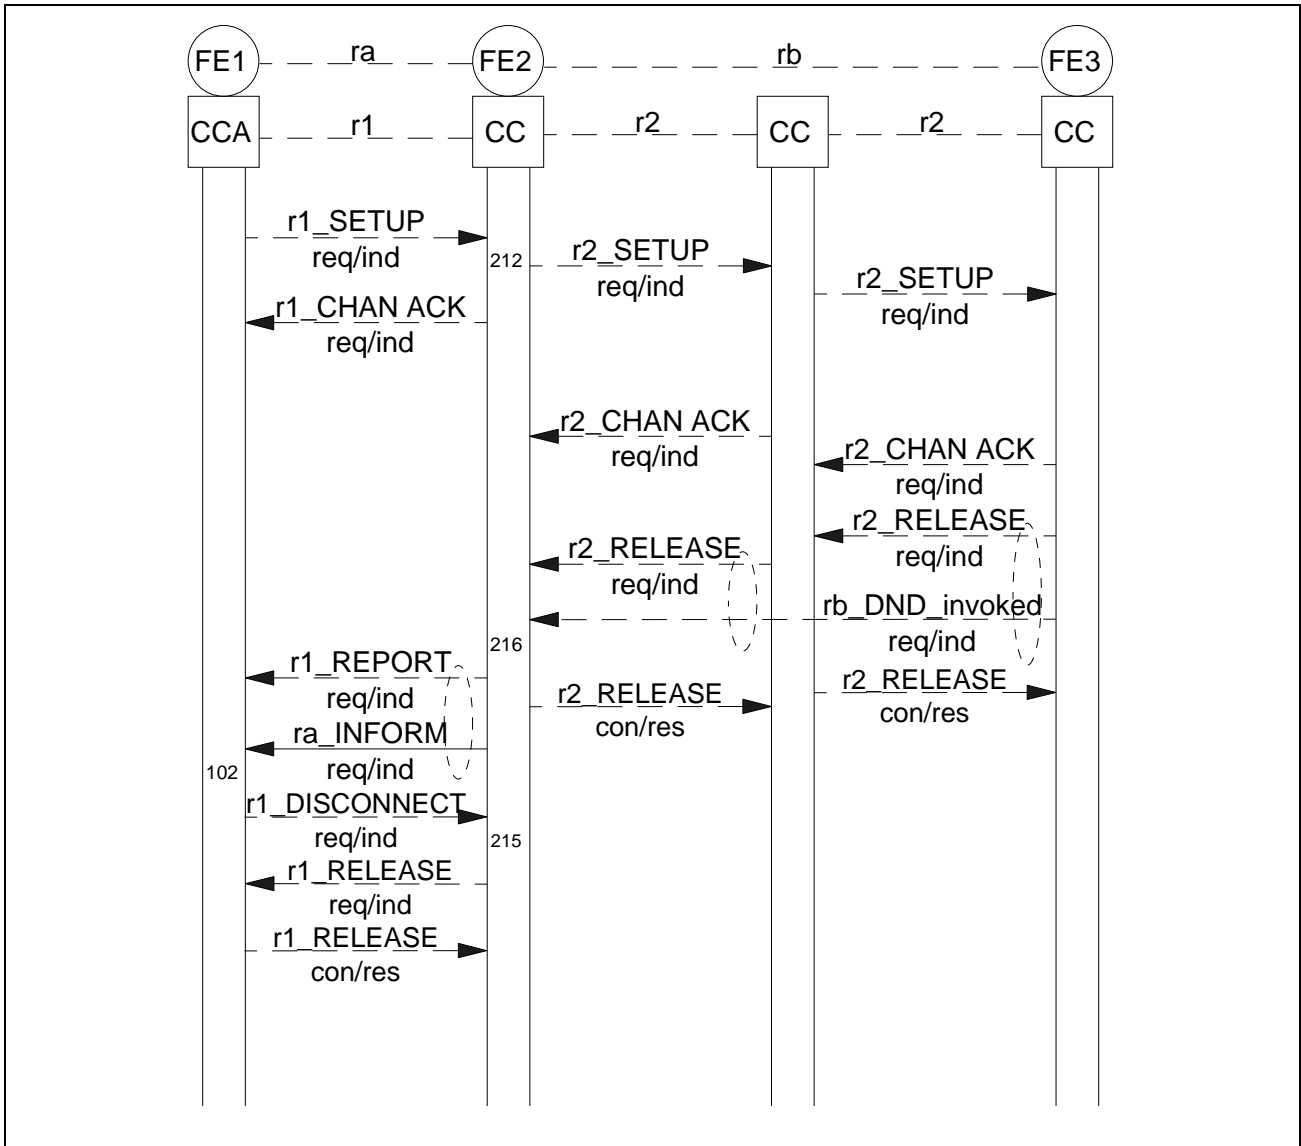 FE1
ra
FE2
rb
FE3
CCA
r1
CC
r2
CC
r2
CC
r1_SETUP
req/ind
212
r2_SETUP
req/ind
r2_SETUP
req/ind
r1_CHAN ACK
req/ind
r2_CHAN ACK
req/ind
r2_CHAN ACK
req/ind
r2_RELEASE
req/ind
r2_RELEASE
req/ind
rb_DND_invoked
req/ind
216
r1_REPORT
req/ind
r2_RELEASE
con/res
r2_RELEASE
con/res
ra_INFORM
req/ind
102
r1_DISCONNECT
req/ind
215
r1_RELEASE
req/ind
r1_RELEASE
con/res